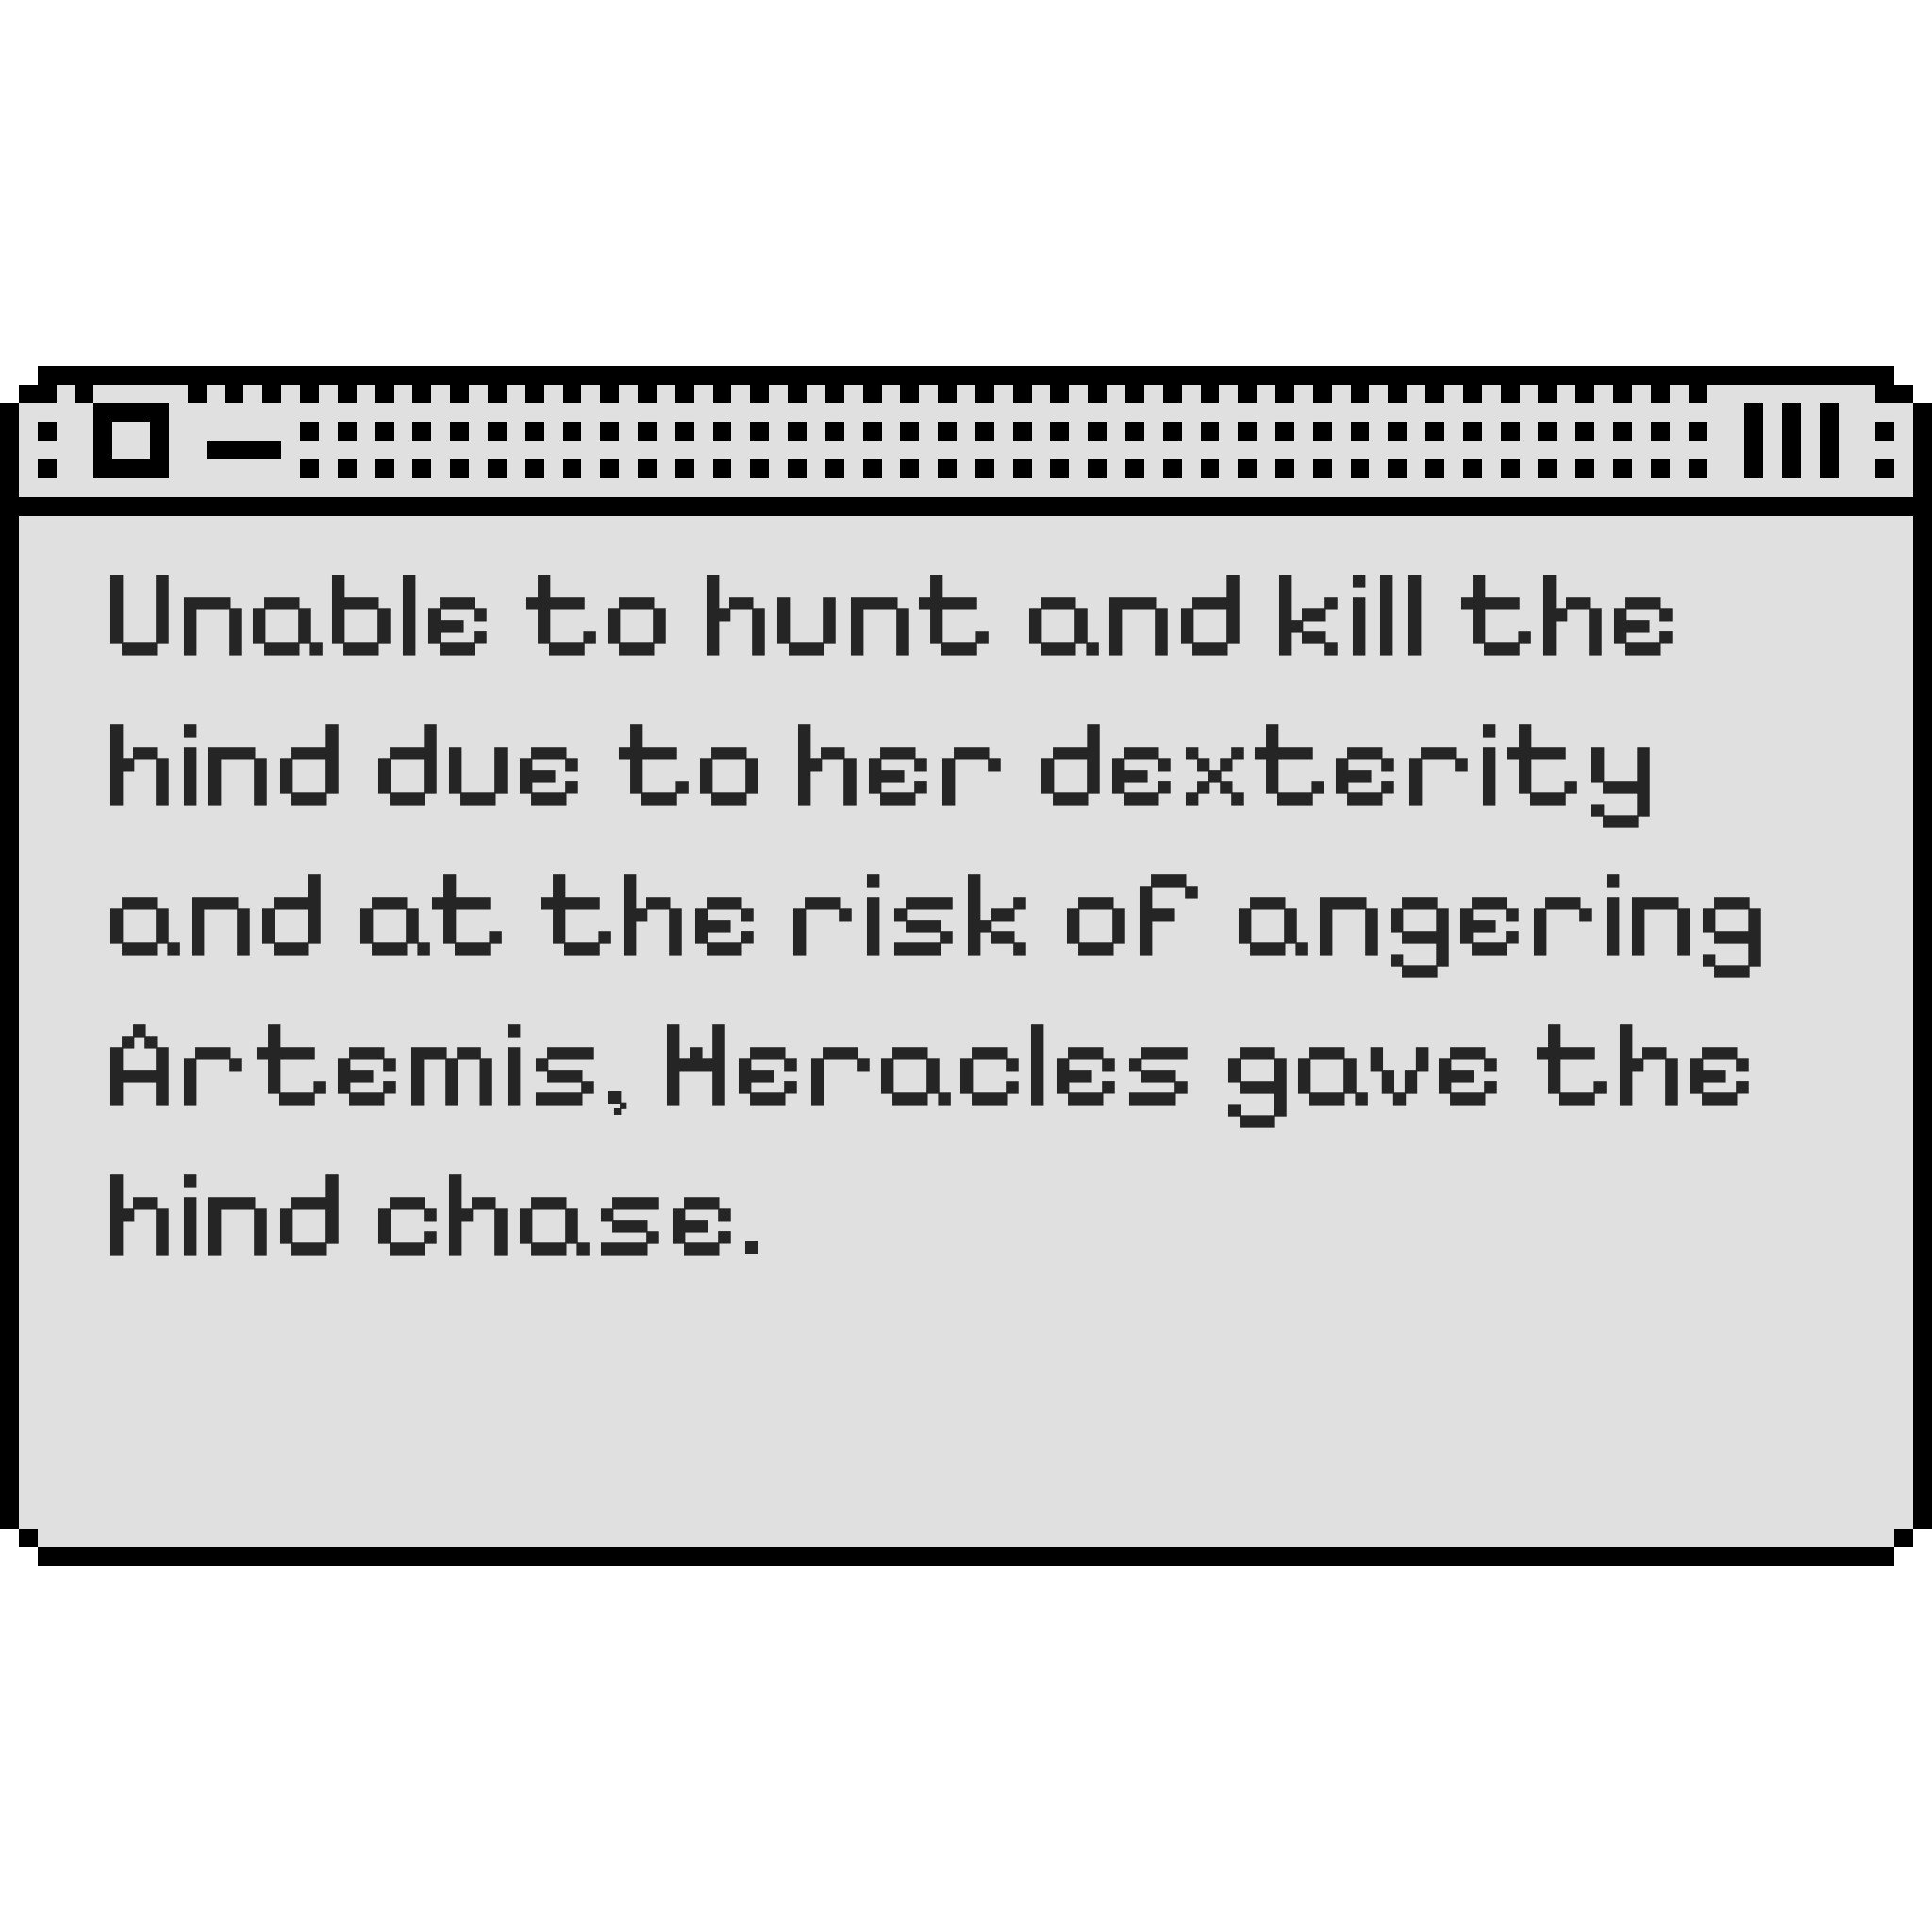 Unable to hunt and kill the
hind due to her dexterity
and at the risk of angering
Artemis, Heracles gave the
hind chase.